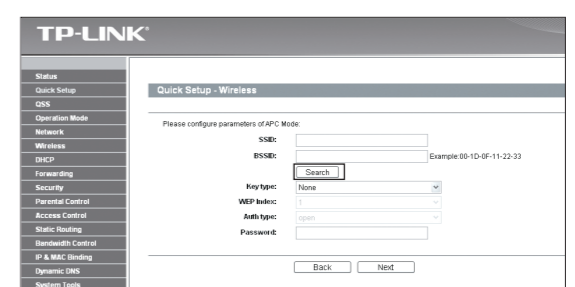 TP-LINK®
Status
Quick Setup
QSS
Operation Mode
Network
Wireless
DHCP
Forwarding
Security
Parental Control
Access Control
Static Routing
Bandwidth Control
IP & MAC Binding
Dynamic DNS
System Tools
Quick Setup - Wireless
Please configure parameters of APC Mode:
SSID:
BSSID: Example:00-1D-0F-11-22-33
Search
Key type: None
WEP Index: 1
Auth type: open
Password:
Back Next